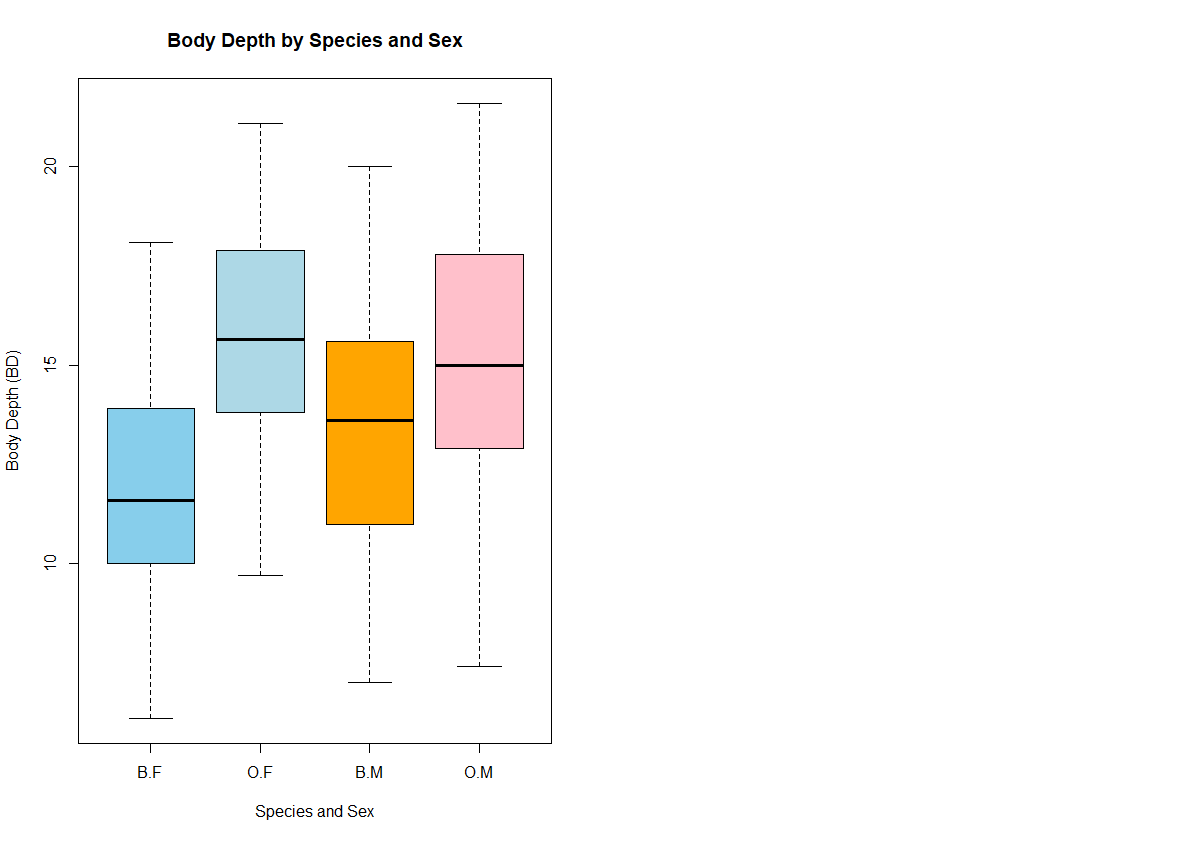 Body Depth by Species and Sex
Body Depth (BD)
20
15
10
B.F O.F B.M O.M
Species and Sex